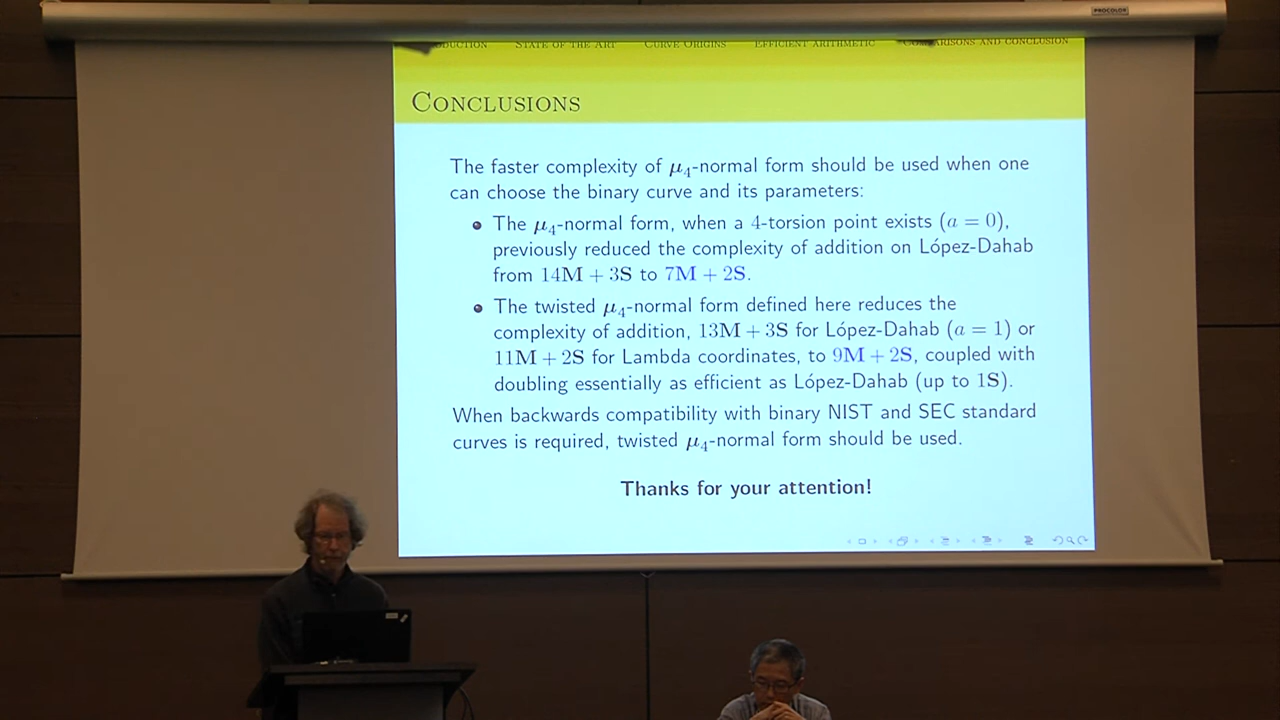 PROCOLOR
STATE OF THE ART CURVE ORIGINS EFFICIENT ARITHMETIC AND CONCLUSION
CONCLUSIONS
The faster complexity of μ₄-normal form should be used when one
can choose the binary curve and its parameters:
• The μ₄-normal form, when a 4-torsion point exists (a = 0),
previously reduced the complexity of addition on López-Dahab
from 14M + 3S to 7M + 2S.
• The twisted μ₄-normal form defined here reduces the
complexity of addition, 13M + 3S for López-Dahab (a = 1) or
11M + 2S for Lambda coordinates, to 9M + 2S, coupled with
doubling essentially as efficient as López-Dahab (up to 1S).
When backwards compatibility with binary NIST and SEC standard
curves is required, twisted μ₄-normal form should be used.
Thanks for your attention!